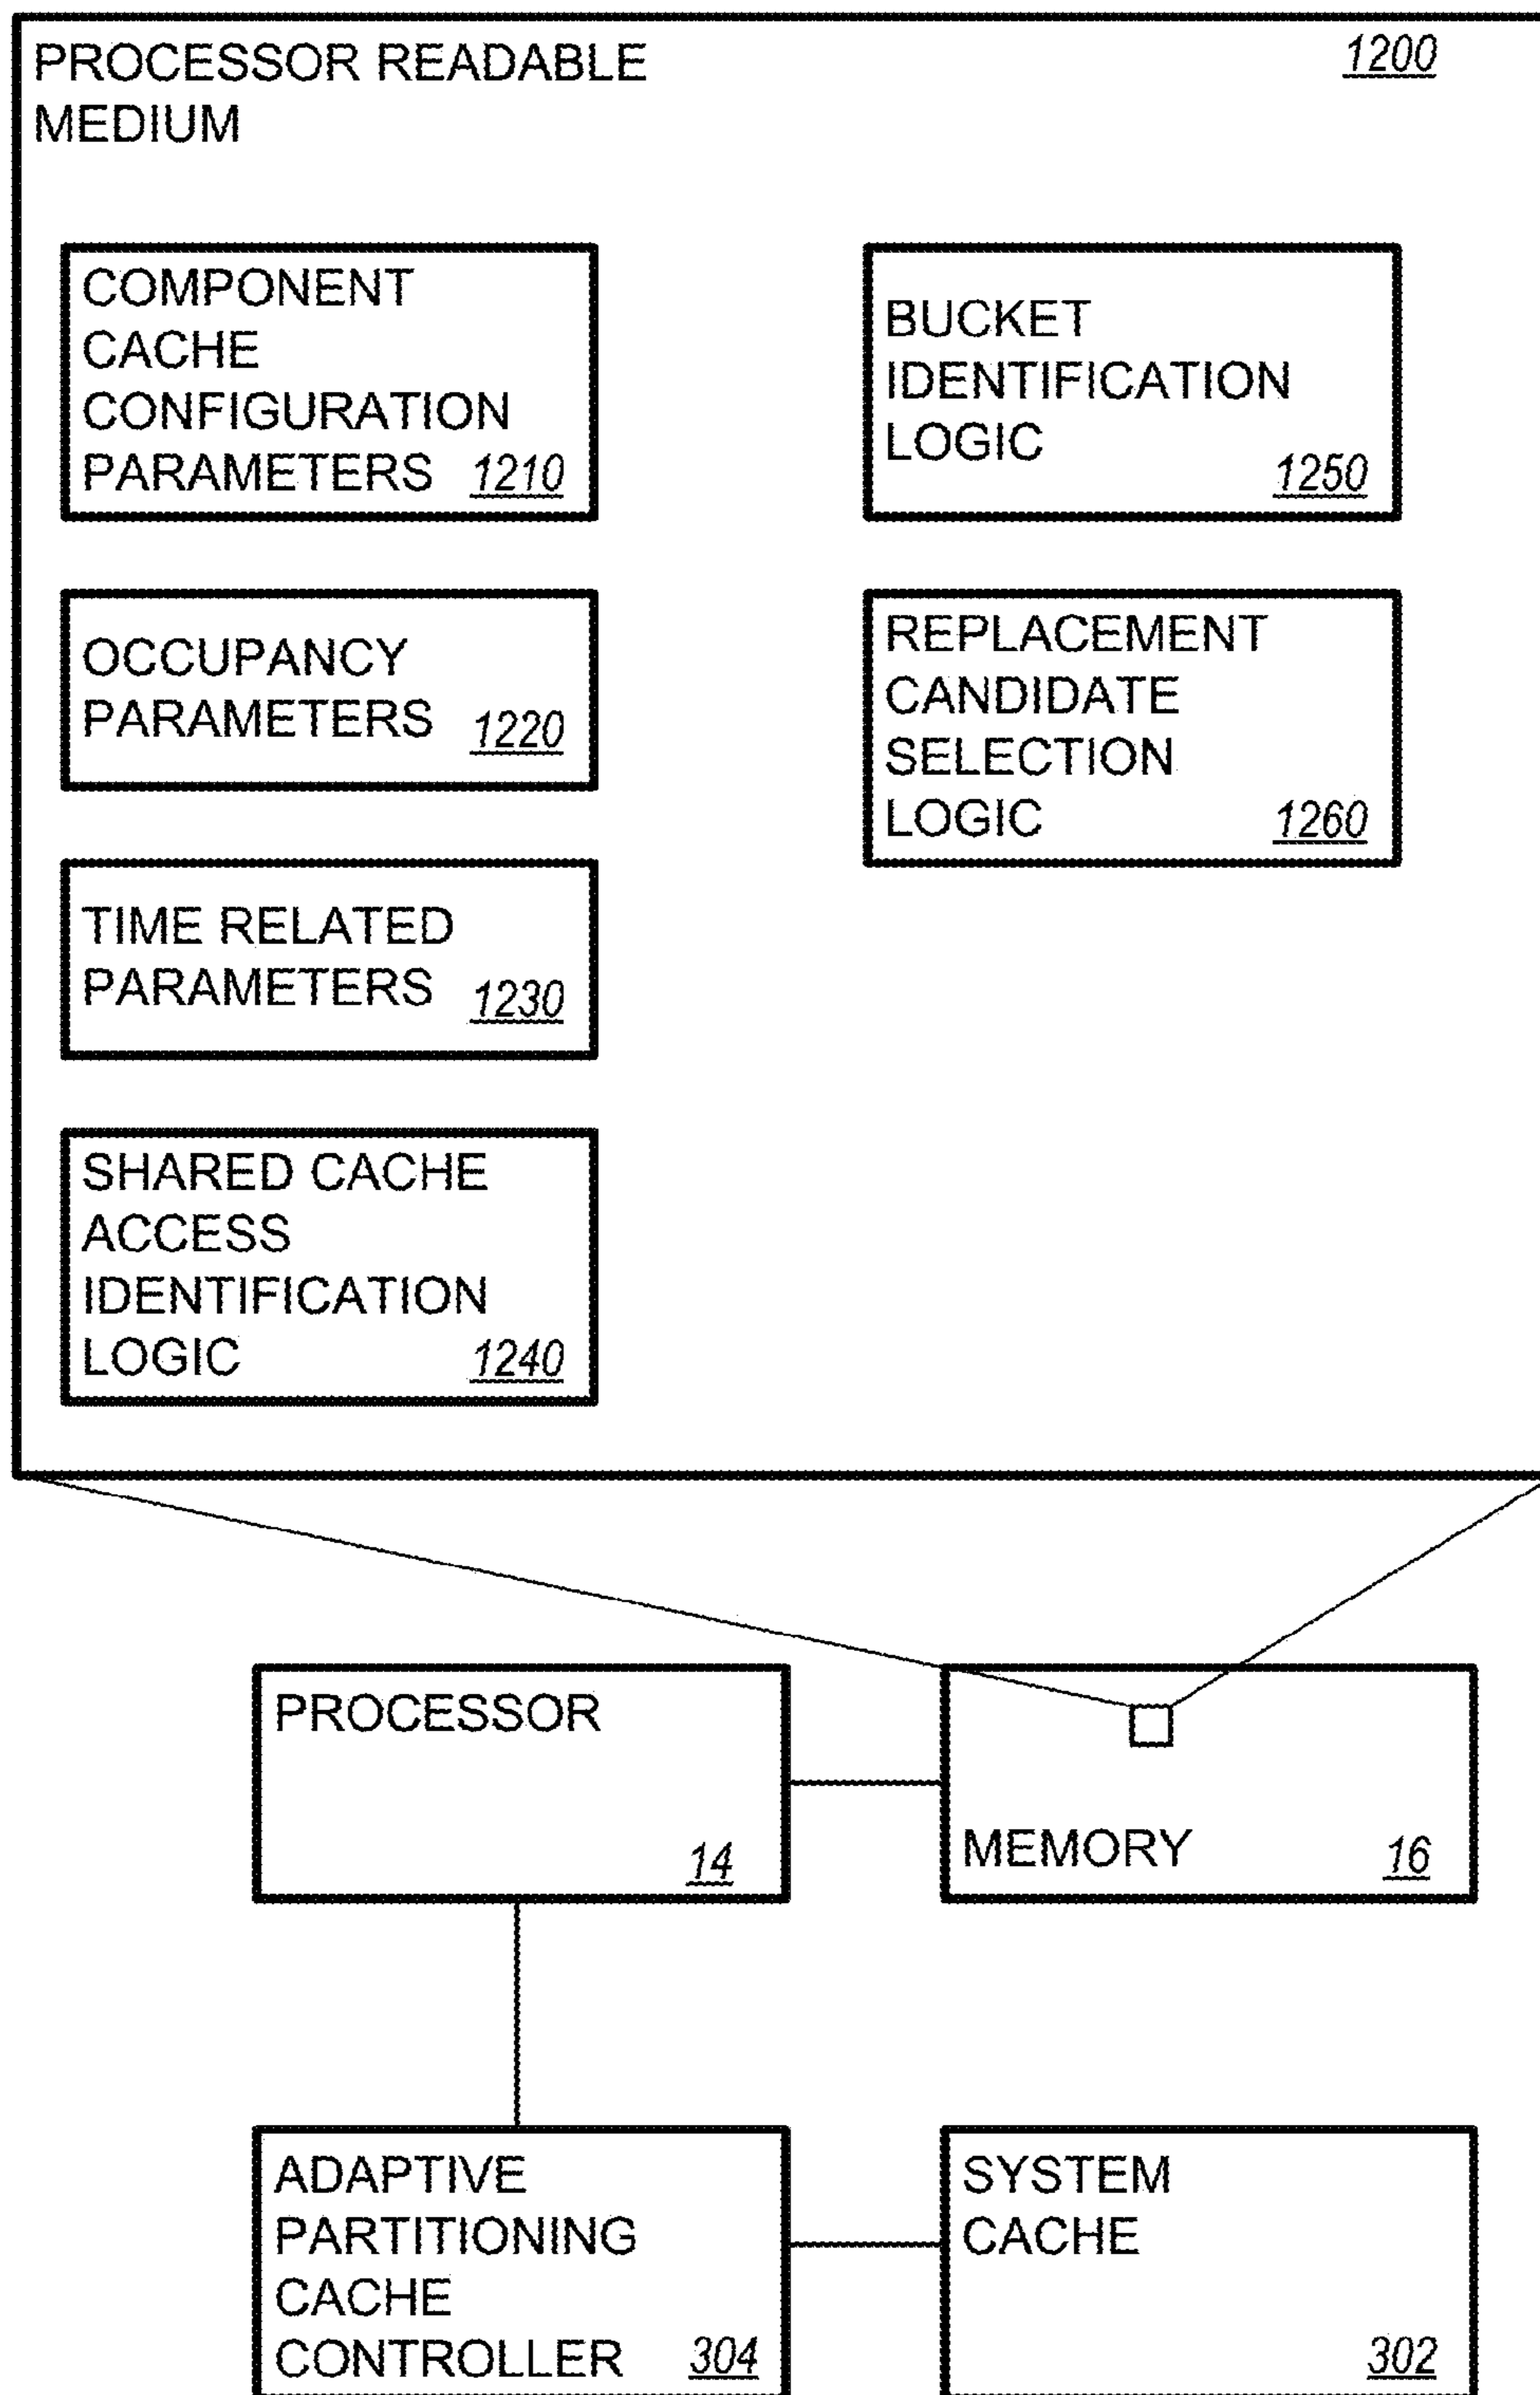 PROCESSOR READABLE
MEDIUM
1200
COMPONENT
CACHE
CONFIGURATION
PARAMETERS 1210
OCCUPANCY
PARAMETERS 1220
TIME RELATED
PARAMETERS 1230
SHARED CACHE
ACCESS
IDENTIFICATION
LOGIC 1240
BUCKET
IDENTIFICATION
LOGIC
1250
REPLACEMENT
CANDIDATE
SELECTION
LOGIC 1260
PROCESSOR
14
MEMORY 16
ADAPTIVE
PARTITIONING
CACHE
CONTROLLER 304
SYSTEM
CACHE
302